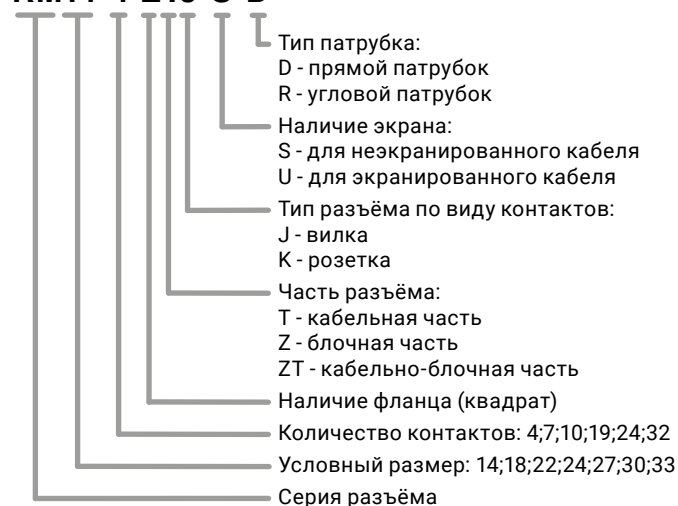 Тип патрубка:
D - прямой патрубок
R - угловой патрубок
Наличие экрана:
S - для неэкранированного кабеля
U - для экранированного кабеля
Тип разъёма по виду контактов:
J - вилка
K - розетка
Часть разъёма:
T - кабельная часть
Z - блочная часть
ZT - кабельно-блочная часть
Наличие фланца (квадрат)
Количество контактов: 4;7;10;19;24;32
Условный размер: 14;18;22;24;27;30;33
Серия разъёма